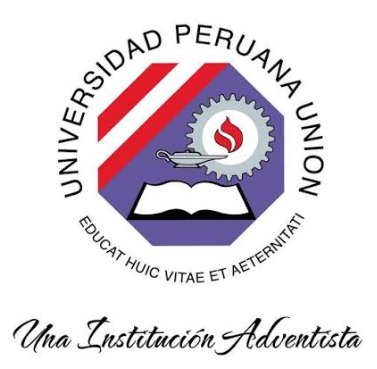 UNIVERSIDAD PERUANA UNION
EDUCAT HUIC VITAE ET AETERNITATI
Una Institución Adventista